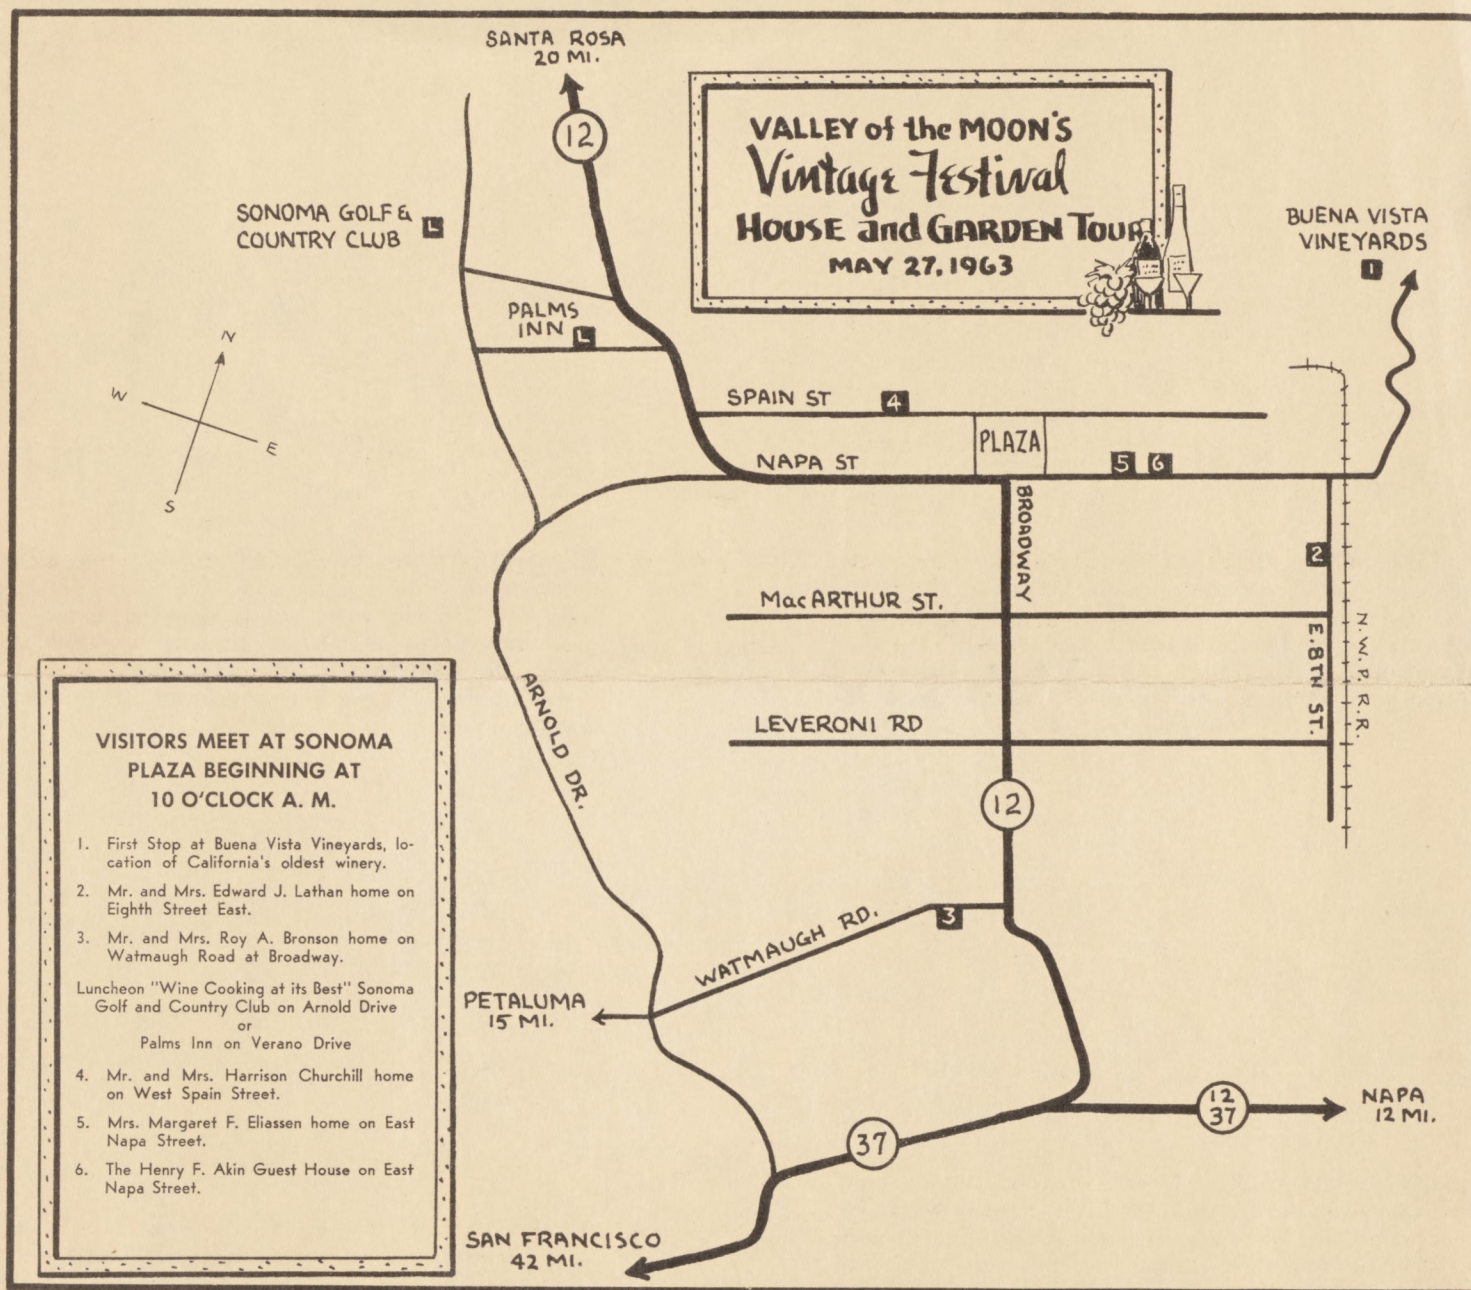 SANTA ROSA
20 MI.
12
VALLEY of the MOON'S
Vintage Festival
HOUSE and GARDEN TOUR
MAY 27, 1963
SONOMA GOLF &
COUNTRY CLUB L
BUENA VISTA
VINEYARDS
1
PALMS
INN L
N
W
E
S
SPAIN ST 4
PLAZA
NAPA ST
5 6
BROADWAY
2
MacARTHUR ST.
E. 8TH ST.
N. W. P. R. R.
ARNOLD DR.
LEVERONI RD
12
WATMAUGH RD.
3
PETALUMA
15 MI.
12
37
NAPA
12 MI.
37
SAN FRANCISCO
42 MI.
VISITORS MEET AT SONOMA
PLAZA BEGINNING AT
10 O'CLOCK A. M.
1. First Stop at Buena Vista Vineyards, lo-
cation of California's oldest winery.
2. Mr. and Mrs. Edward J. Lathan home on
Eighth Street East.
3. Mr. and Mrs. Roy A. Bronson home on
Watmaugh Road at Broadway.
Luncheon "Wine Cooking at its Best" Sonoma
Golf and Country Club on Arnold Drive
or
Palms Inn on Verano Drive
4. Mr. and Mrs. Harrison Churchill home
on West Spain Street.
5. Mrs. Margaret F. Eliassen home on East
Napa Street.
6. The Henry F. Akin Guest House on East
Napa Street.